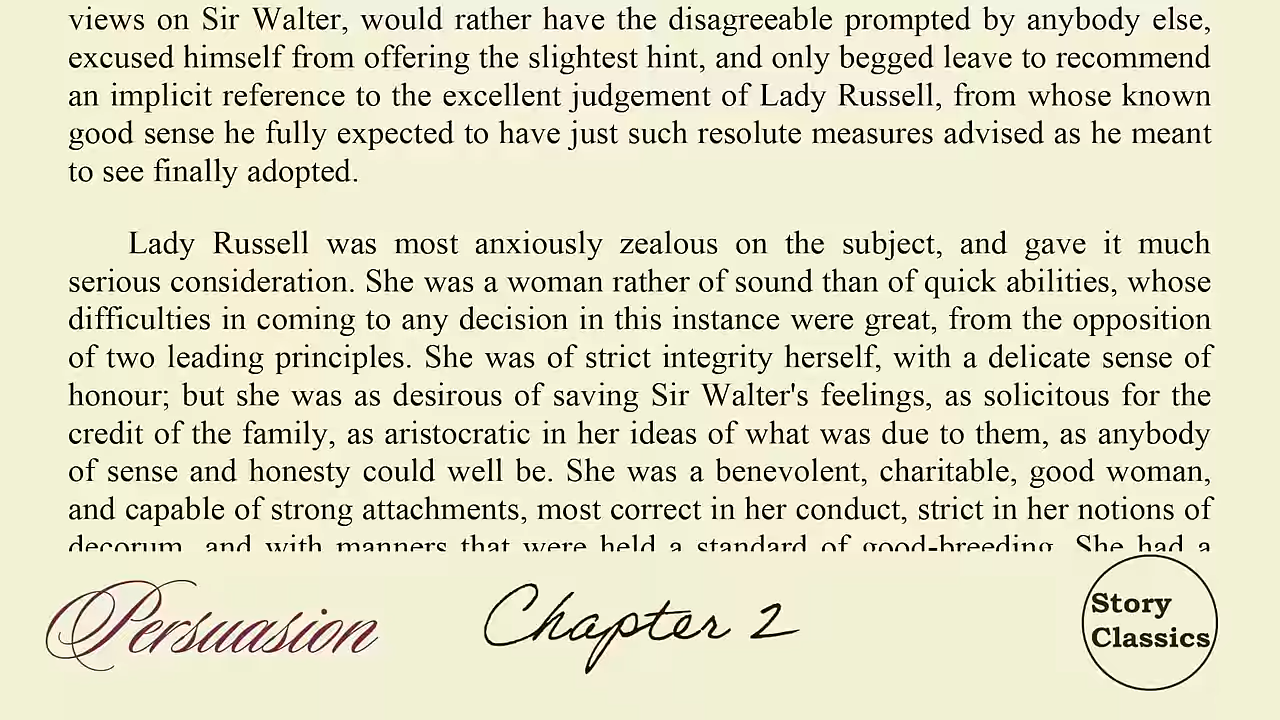 views on Sir Walter, would rather have the disagreeable prompted by anybody else,
excused himself from offering the slightest hint, and only begged leave to recommend
an implicit reference to the excellent judgement of Lady Russell, from whose known
good sense he fully expected to have just such resolute measures advised as he meant
to see finally adopted.
Lady Russell was most anxiously zealous on the subject, and gave it much
serious consideration. She was a woman rather of sound than of quick abilities, whose
difficulties in coming to any decision in this instance were great, from the opposition
of two leading principles. She was of strict integrity herself, with a delicate sense of
honour; but she was as desirous of saving Sir Walter's feelings, as solicitous for the
credit of the family, as aristocratic in her ideas of what was due to them, as anybody
of sense and honesty could well be. She was a benevolent, charitable, good woman,
and capable of strong attachments, most correct in her conduct, strict in her notions of
decorum, and with manners that were held a standard of good-breeding. She had a
Persuasion
Chapter 2
Story
Classics